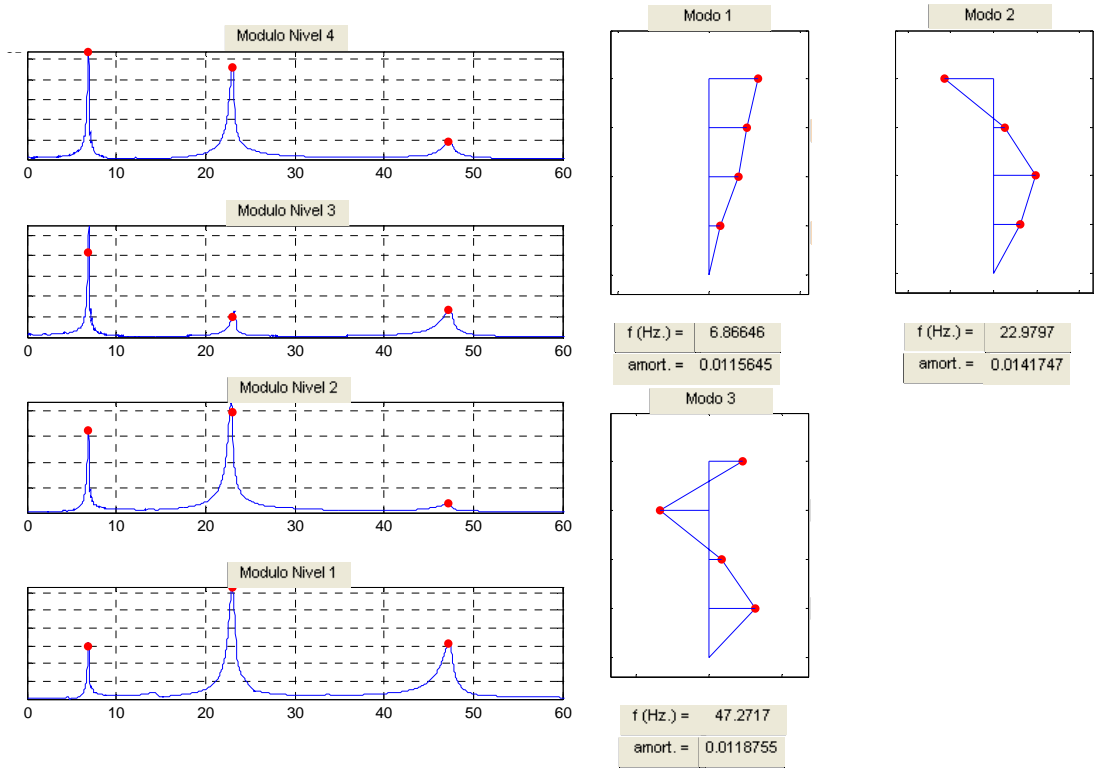 Modulo Nivel 4
0 10 20 30 40 50 60
Modulo Nivel 3
0 10 20 30 40 50 60
Modulo Nivel 2
0 10 20 30 40 50 60
Modulo Nivel 1
0 10 20 30 40 50 60
Modo 1
f (Hz.) = 6.86646
amort. = 0.0115645
Modo 2
f (Hz.) = 22.9797
amort. = 0.0141747
Modo 3
f (Hz.) = 47.2717
amort. = 0.0118755